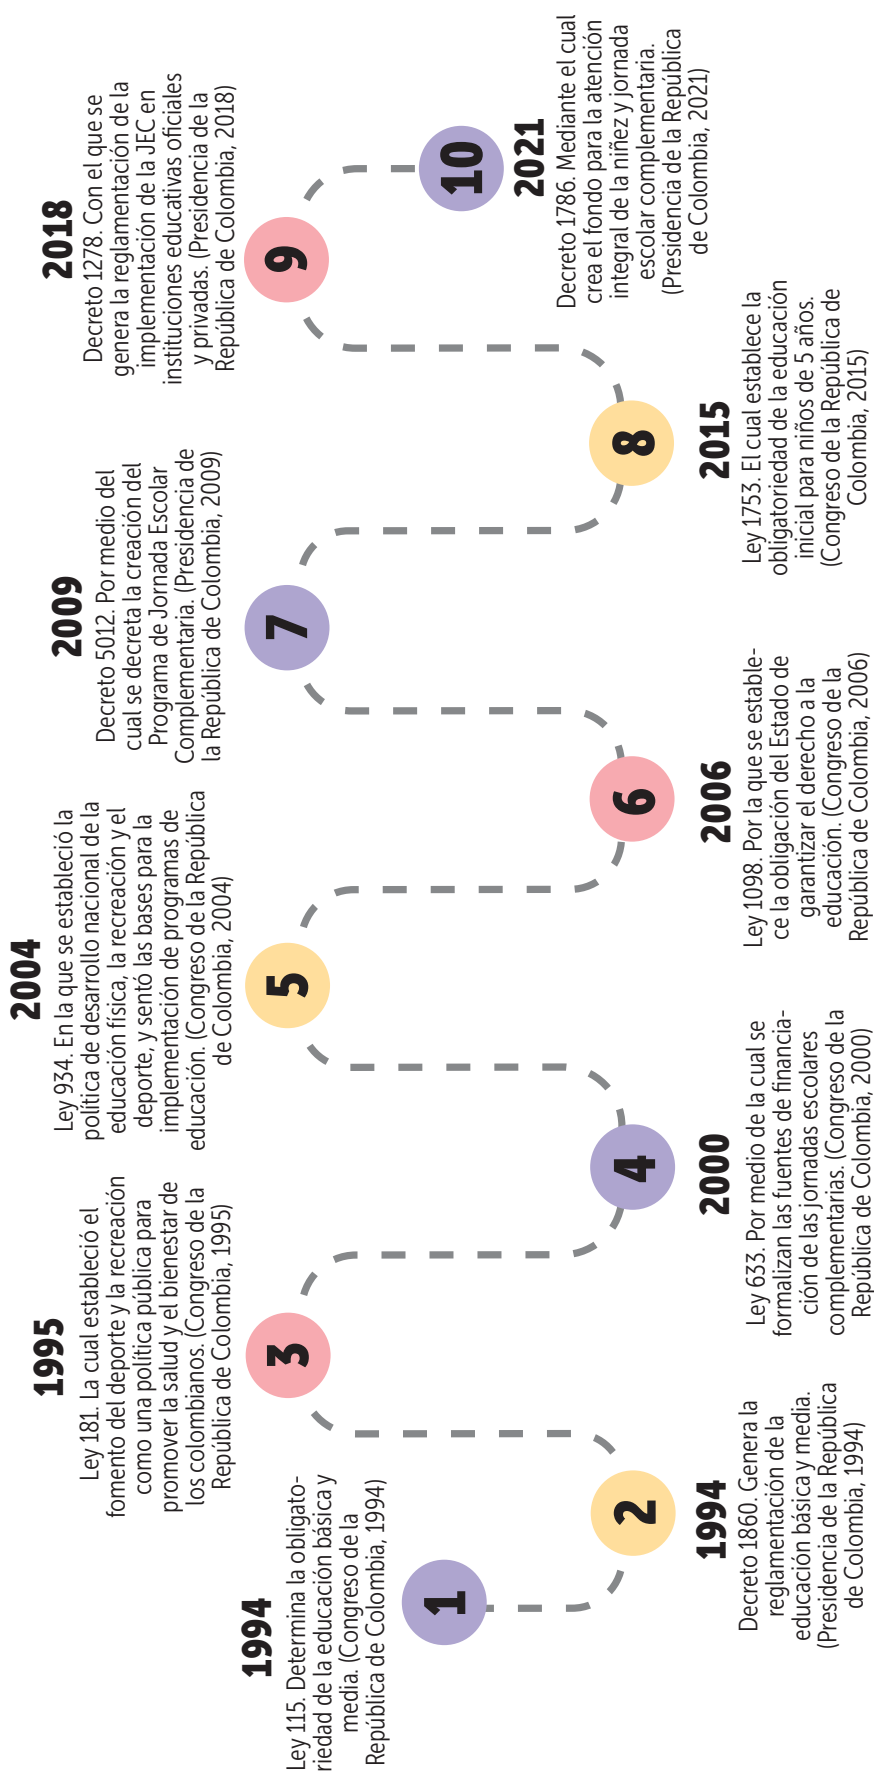 1994
Ley 115. Determina la obligato-
riedad de la educación básica y
media. (Congreso de la
República de Colombia, 1994)
1
2
1994
Decreto 1860. Genera la
reglamentación de la
educación básica y media.
(Presidencia de la República
de Colombia, 1994)
1995
Ley 181. La cual estableció el
fomento del deporte y la recreación
como una política pública para
promover la salud y el bienestar de
los colombianos. (Congreso de la
República de Colombia, 1995)
3
4
2000
Ley 633. Por medio de la cual se
formalizan las fuentes de financia-
ción de las jornadas escolares
complementarias. (Congreso de la
República de Colombia, 2000)
2004
Ley 934. En la que se estableció la
política de desarrollo nacional de la
educación física, la recreación y el
deporte, y sentó las bases para la
implementación de programas de
educación. (Congreso de la República
de Colombia, 2004)
5
6
2006
Ley 1098. Por la que se estable-
ce la obligación del Estado de
garantizar el derecho a la
educación. (Congreso de la
República de Colombia, 2006)
2009
Decreto 5012. Por medio del
cual se decreta la creación del
Programa de Jornada Escolar
Complementaria. (Presidencia de
la República de Colombia, 2009)
7
8
2015
Ley 1753. El cual establece la
obligatoriedad de la educación
inicial para niños de 5 años.
(Congreso de la República de
Colombia, 2015)
2018
Decreto 1278. Con el que se
genera la reglamentación de la
implementación de la JEC en
instituciones educativas oficiales
y privadas. (Presidencia de la
República de Colombia, 2018)
9
10
2021
Decreto 1786. Mediante el cual
crea el fondo para la atención
integral de la niñez y jornada
escolar complementaria.
(Presidencia de la República
de Colombia, 2021)